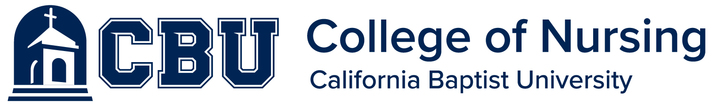 CBU
College of Nursing
California Baptist University